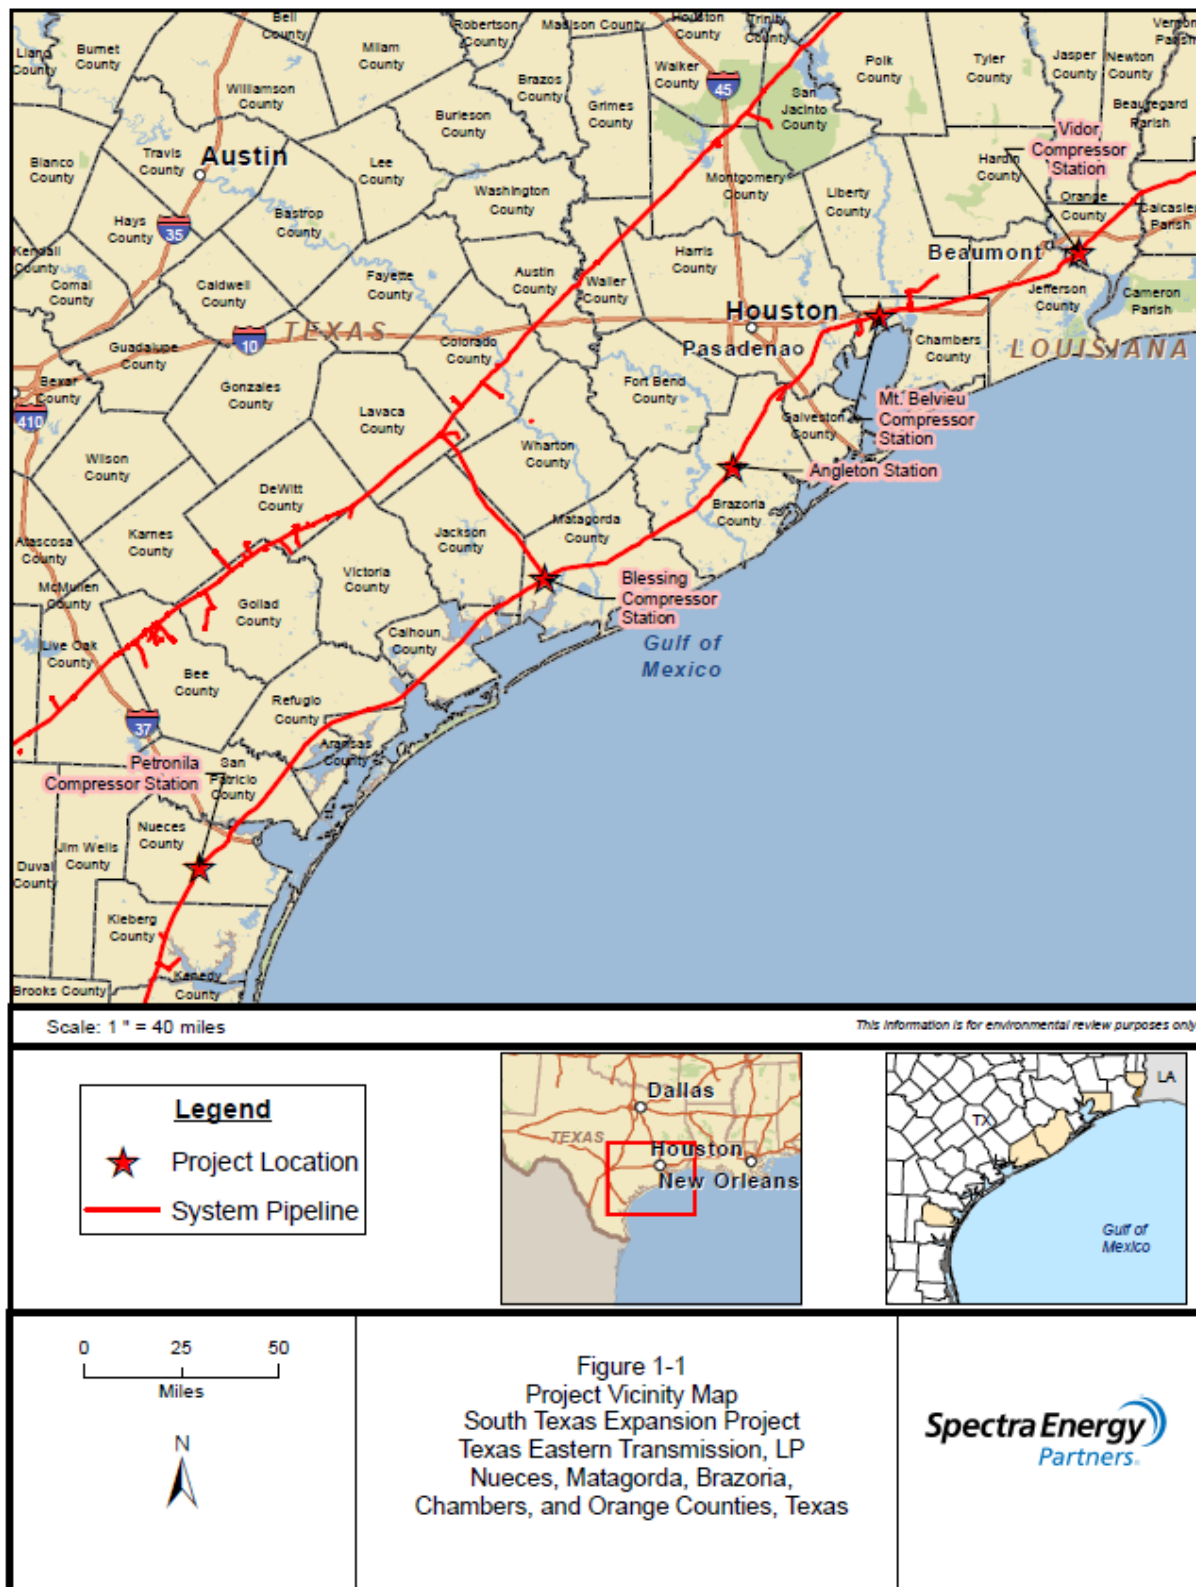 Bell
County
Robertson
County
Madison County
Houston
County
Trinity
County
Vernon
Parish
Llano
County
Burnet
County
Milam
County
Brazos
County
Walker
County
45
Polk
County
Tyler
County
Jasper
County
Newton
County
Williamson
County
Grimes
County
San
Jacinto
County
Beauregard
Parish
Burleson
County
Vidor
Compressor
Station
Blanco
County
Travis
County
Austin
Lee
County
Hardin
County
Montgomery
County
Washington
County
Liberty
County
Orange
County
Calcasieu
Parish
Hays
County
35
Bastrop
County
Kendall
County
Harris
County
Beaumont
Comal
County
Caldwell
County
Fayette
County
Austin
County
Waller
County
Jefferson
County
Cameron
Parish
Houston
TEXAS
10
Guadalupe
County
Colorado
County
Pasadena
Chambers
County
LOUISIANA
Bexar
County
410
Gonzales
County
Lavaca
County
Fort Bend
County
Mt. Belvieu
Compressor
Station
Galveston
County
Wilson
County
Wharton
County
Angleton Station
DeWitt
County
Brazoria
County
Karnes
County
Jackson
County
Matagorda
County
Atascosa
County
McMullen
County
Victoria
County
Blessing
Compressor
Station
Goliad
County
Live Oak
County
Calhoun
County
Gulf of
Mexico
Bee
County
Refugio
County
37
Aransas
County
Petronila
Compressor Station
San
Patricio
County
Nueces
County
Jim Wells
County
Duval
County
Kleberg
County
Kenedy
County
Brooks County
Scale: 1 " = 40 miles
This information is for environmental review purposes only
Legend
Project Location
System Pipeline
Dallas
TEXAS
Houston
New Orleans
LA
TX
Gulf of
Mexico
0 25 50
Miles
N
Figure 1-1
Project Vicinity Map
South Texas Expansion Project
Texas Eastern Transmission, LP
Nueces, Matagorda, Brazoria,
Chambers, and Orange Counties, Texas
Spectra Energy
Partners